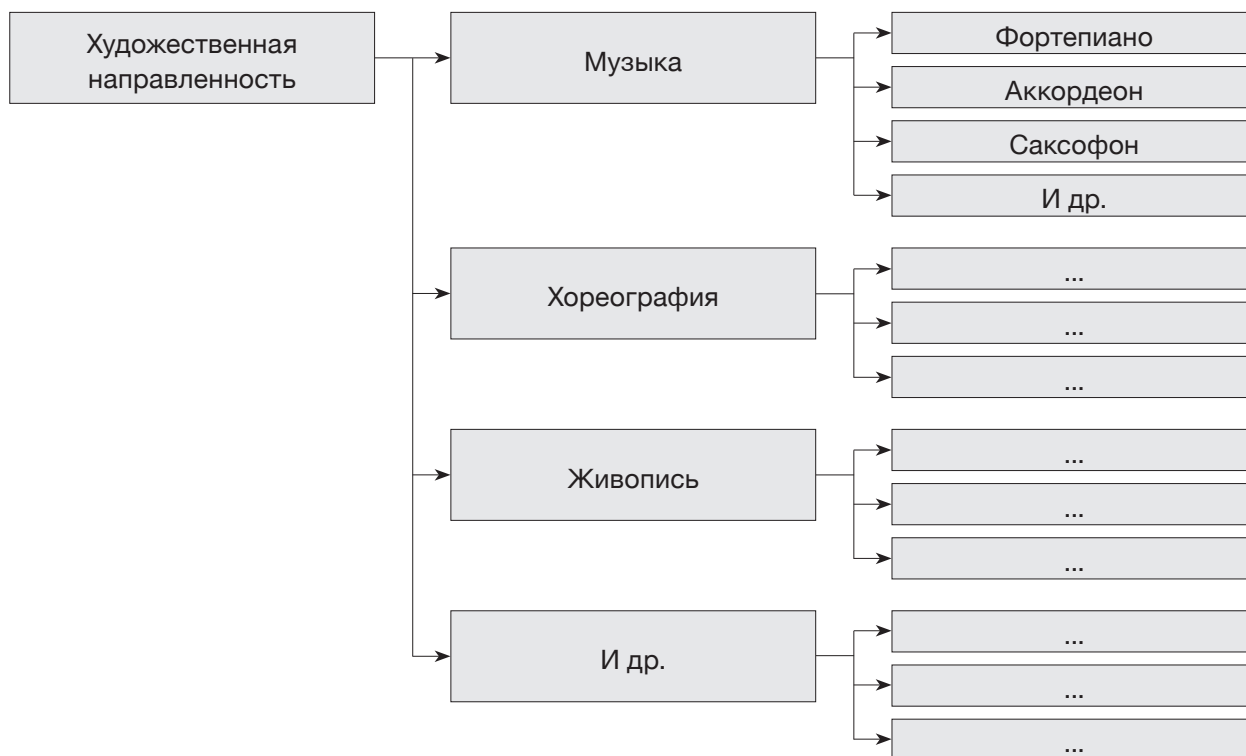 Художественная
направленность
Музыка
Фортепиано
Аккордеон
Саксофон
И др.
Хореография
...
...
...
Живопись
...
...
...
И др.
...
...
...